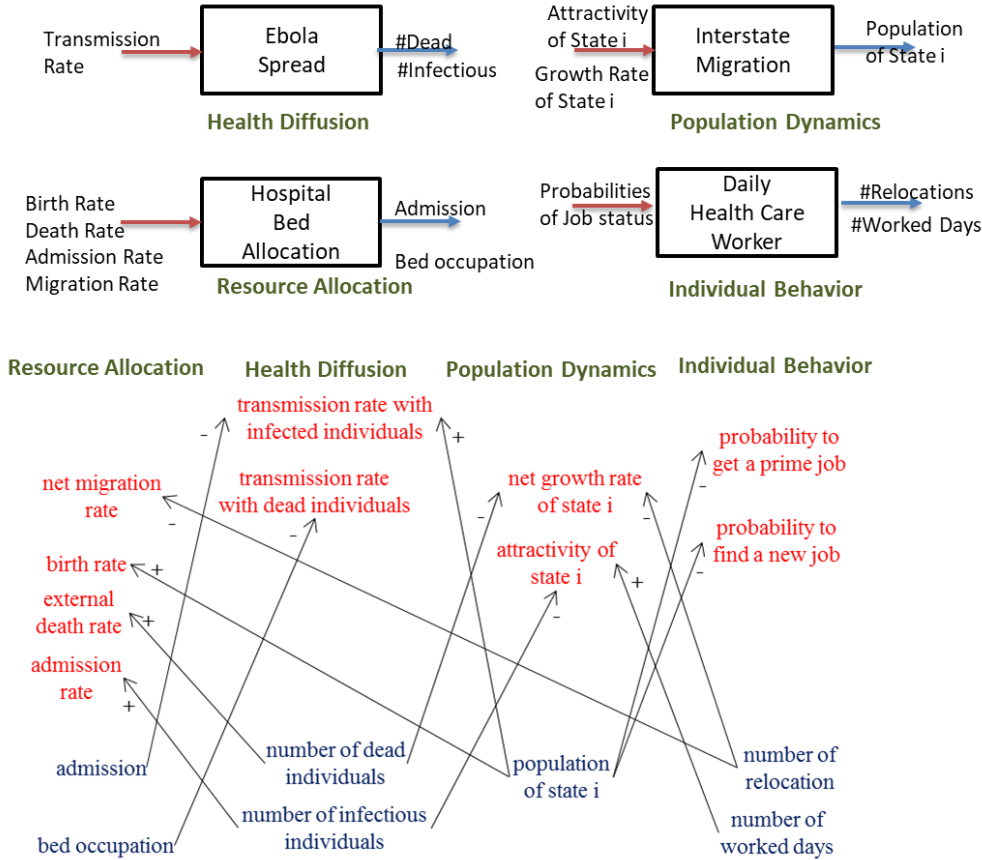 Transmission
Rate
Ebola
Spread
#Dead
#Infectious
Health Diffusion
Attractivity
of State i
Growth Rate
of State i
Interstate
Migration
Population
of State i
Population Dynamics
Birth Rate
Death Rate
Admission Rate
Migration Rate
Hospital
Bed
Allocation
Admission
Bed occupation
Resource Allocation
Probabilities
of Job status
Daily
Health Care
Worker
#Relocations
#Worked Days
Individual Behavior
Resource Allocation
Health Diffusion
Population Dynamics
Individual Behavior
transmission rate with
infected individuals
-
+
probability to
get a prime job
-
net migration
rate
-
transmission rate
with dead individuals
-
net growth rate
of state i
-
-
probability to
find a new job
-
birth rate
+
attractivity of
state i
-
+
external
death rate
+
admission
rate
+
admission
number of dead
individuals
population
of state i
number of
relocation
bed occupation
number of infectious
individuals
number of
worked days